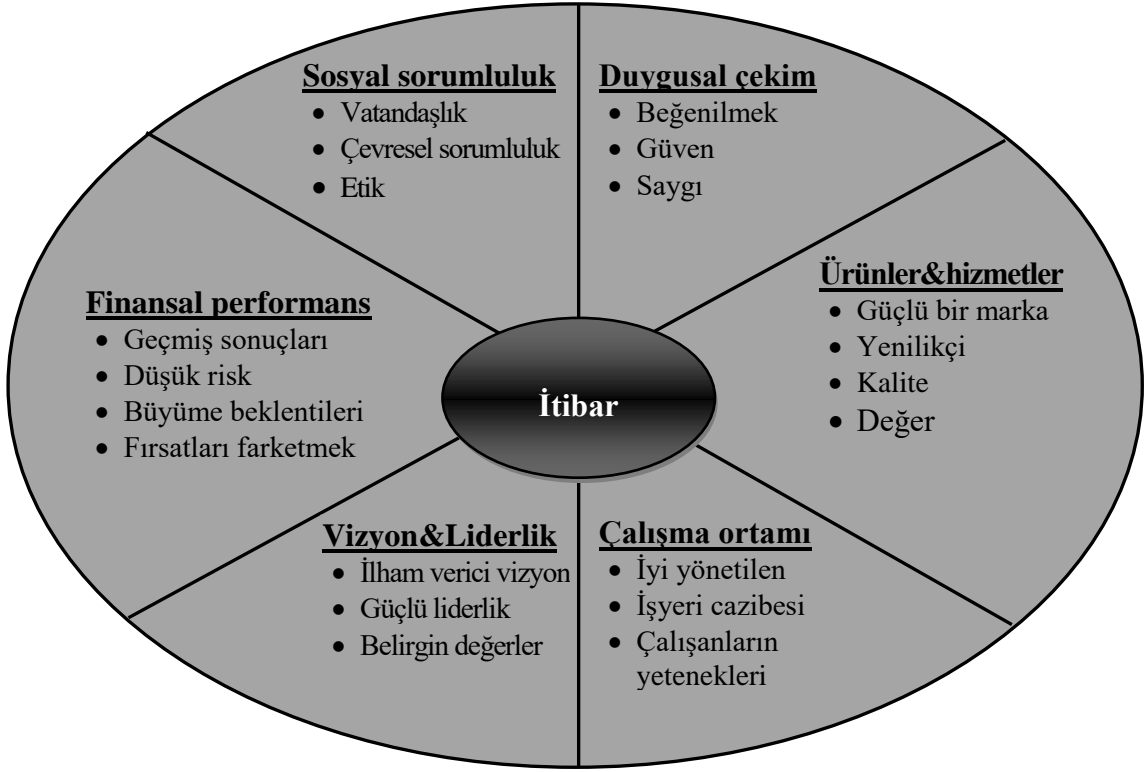 Sosyal sorumluluk
• Vatandaşlık
• Çevresel sorumluluk
• Etik
Duygusal çekim
• Beğenilmek
• Güven
• Saygı
Ürünler&hizmetler
• Güçlü bir marka
• Yenilikçi
• Kalite
• Değer
Finansal performans
• Geçmiş sonuçları
• Düşük risk
• Büyüme beklentileri
• Fırsatları farketmek
İtibar
Vizyon&Liderlik
• İlham verici vizyon
• Güçlü liderlik
• Belirgin değerler
Çalışma ortamı
• İyi yönetilen
• İşyeri cazibesi
• Çalışanların
yetenekleri